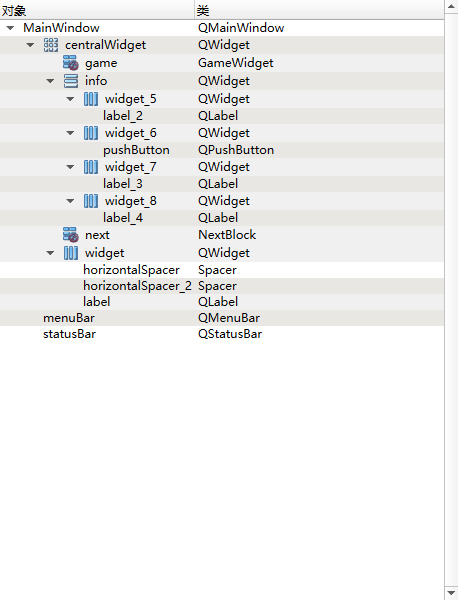 对象 类
MainWindow QMainWindow
centralWidget QWidget
game GameWidget
info QWidget
widget_5 QWidget
label_2 QLabel
widget_6 QWidget
pushButton QPushButton
widget_7 QWidget
label_3 QLabel
widget_8 QWidget
label_4 QLabel
next NextBlock
widget QWidget
horizontalSpacer Spacer
horizontalSpacer_2 Spacer
label QLabel
menuBar QMenuBar
statusBar QStatusBar